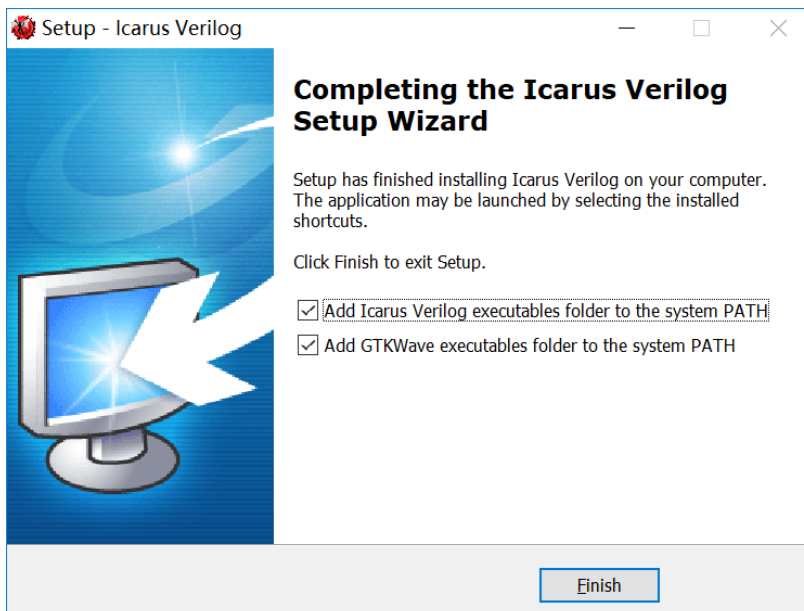 Setup - Icarus Verilog
Completing the Icarus Verilog
Setup Wizard
Setup has finished installing Icarus Verilog on your computer.
The application may be launched by selecting the installed
shortcuts.
Click Finish to exit Setup.
Add Icarus Verilog executables folder to the system PATH
Add GTKWave executables folder to the system PATH
Finish